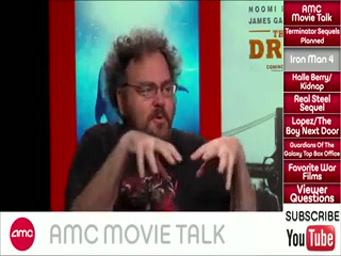 NOOMI
JAMES GA
DR
COMING
AMC
Movie Talk
Terminator Sequels
Planned
Iron Man 4
Halle Berry/
Kidnap
Real Steel
Sequel
Lopez/The
Boy Next Door
Guardians Of The
Galaxy Top Box Office
Favorite War
Films
Viewer
Questions
SUBSCRIBE
YouTube
amc
AMC MOVIE TALK